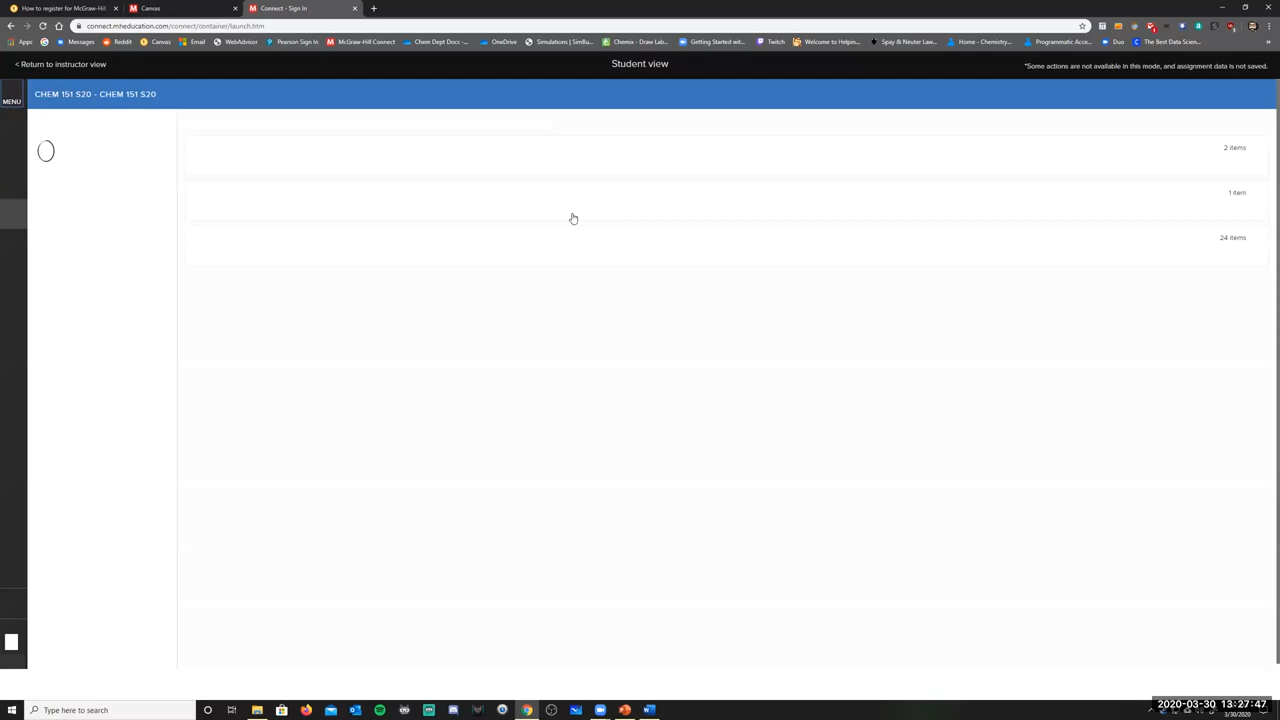 How to register for McGraw-Hill
Canvas
Connect - Sign In
connect.mheducation.com/connect/container/launch.htm
Apps
Messages
Reddit
Canvas
Email
WebAdvisor
Pearson Sign In
McGraw-Hill Connect
Chem Dept Docs -...
OneDrive
Simulations | SimBu...
Chemix - Draw Lab...
Getting Started wit...
Twitch
Welcome to Helpin...
Spay & Neuter Law...
Home - Chemistry...
Programmatic Acce...
Duo
The Best Data Scien...
< Return to instructor view
Student view
*Some actions are not available in this mode, and assignment data is not saved.
MENU
CHEM 151 S20 - CHEM 151 S20
2 items
1 item
24 items
Type here to search
2020-03-30 13:27:47
3/30/2020